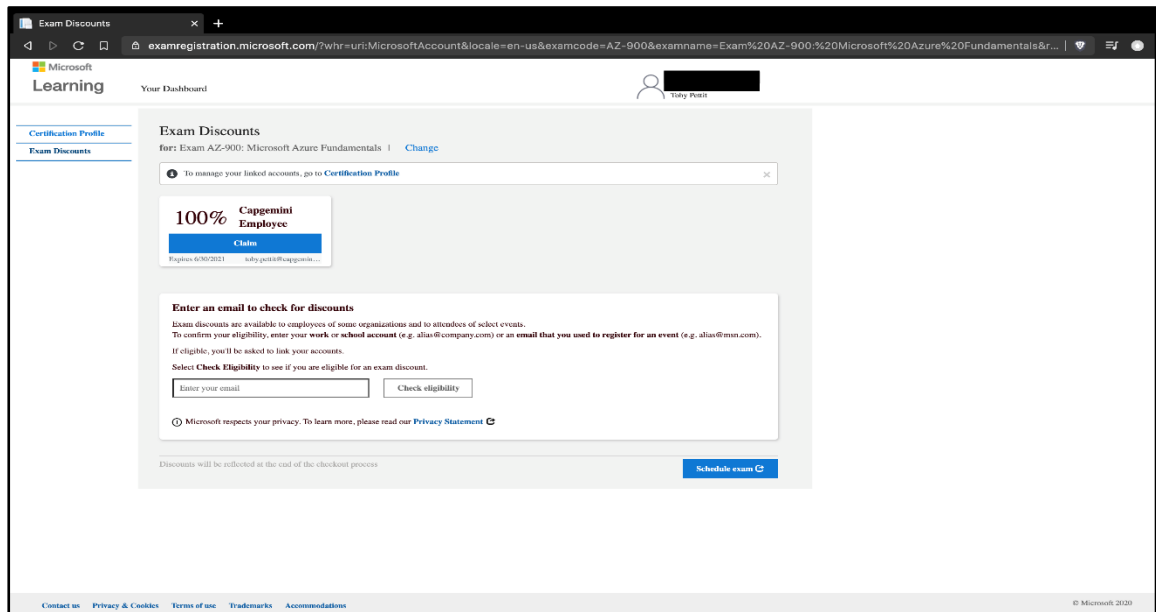 Exam Discounts
examregistration.microsoft.com/?whr=uri:MicrosoftAccount&locale=en-us&examcode=AZ-900&examname=Exam%20AZ-900:%20Microsoft%20Azure%20Fundamentals&r...
Microsoft
Learning
Your Dashboard
Toby Pettit
Certification Profile
Exam Discounts
Exam Discounts
for: Exam AZ-900: Microsoft Azure Fundamentals | Change
To manage your linked accounts, go to Certification Profile
100% Capgemini
Employee
Claim
Expires 6/30/2021 toby.pettit@capgemin...
Enter an email to check for discounts
Exam discounts are available to employees of some organizations and to attendees of select events.
To confirm your eligibility, enter your work or school account (e.g. alias@company.com) or an email that you used to register for an event (e.g. alias@msn.com).
If eligible, you'll be asked to link your accounts.
Select Check Eligibility to see if you are eligible for an exam discount.
Enter your email Check eligibility
Microsoft respects your privacy. To learn more, please read our Privacy Statement
Discounts will be reflected at the end of the checkout process
Schedule exam
Contact us Privacy & Cookies Terms of use Trademarks Accommodations
© Microsoft 2020